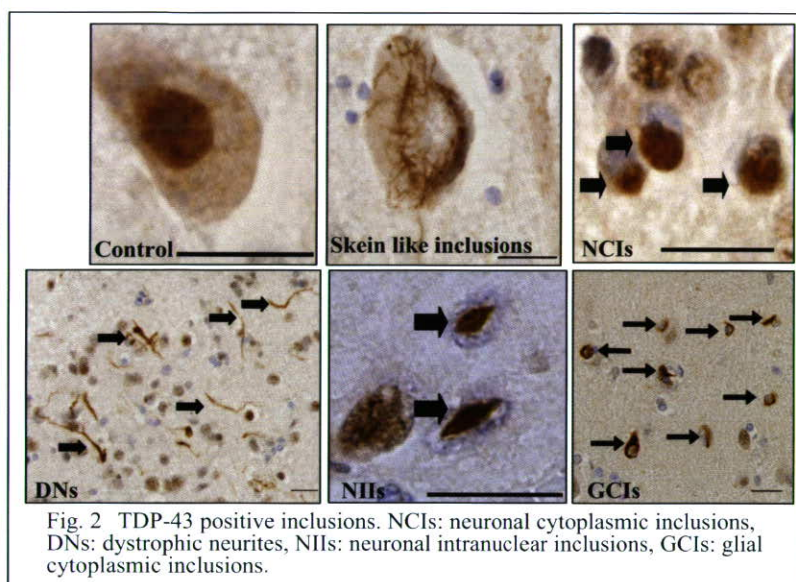 Control
Skein like inclusions
NCIs
DNs
NIIs
GCIs
Fig. 2 TDP-43 positive inclusions. NCIs: neuronal cytoplasmic inclusions,
DNs: dystrophic neurites, NIIs: neuronal intranuclear inclusions, GCIs: glial
cytoplasmic inclusions.